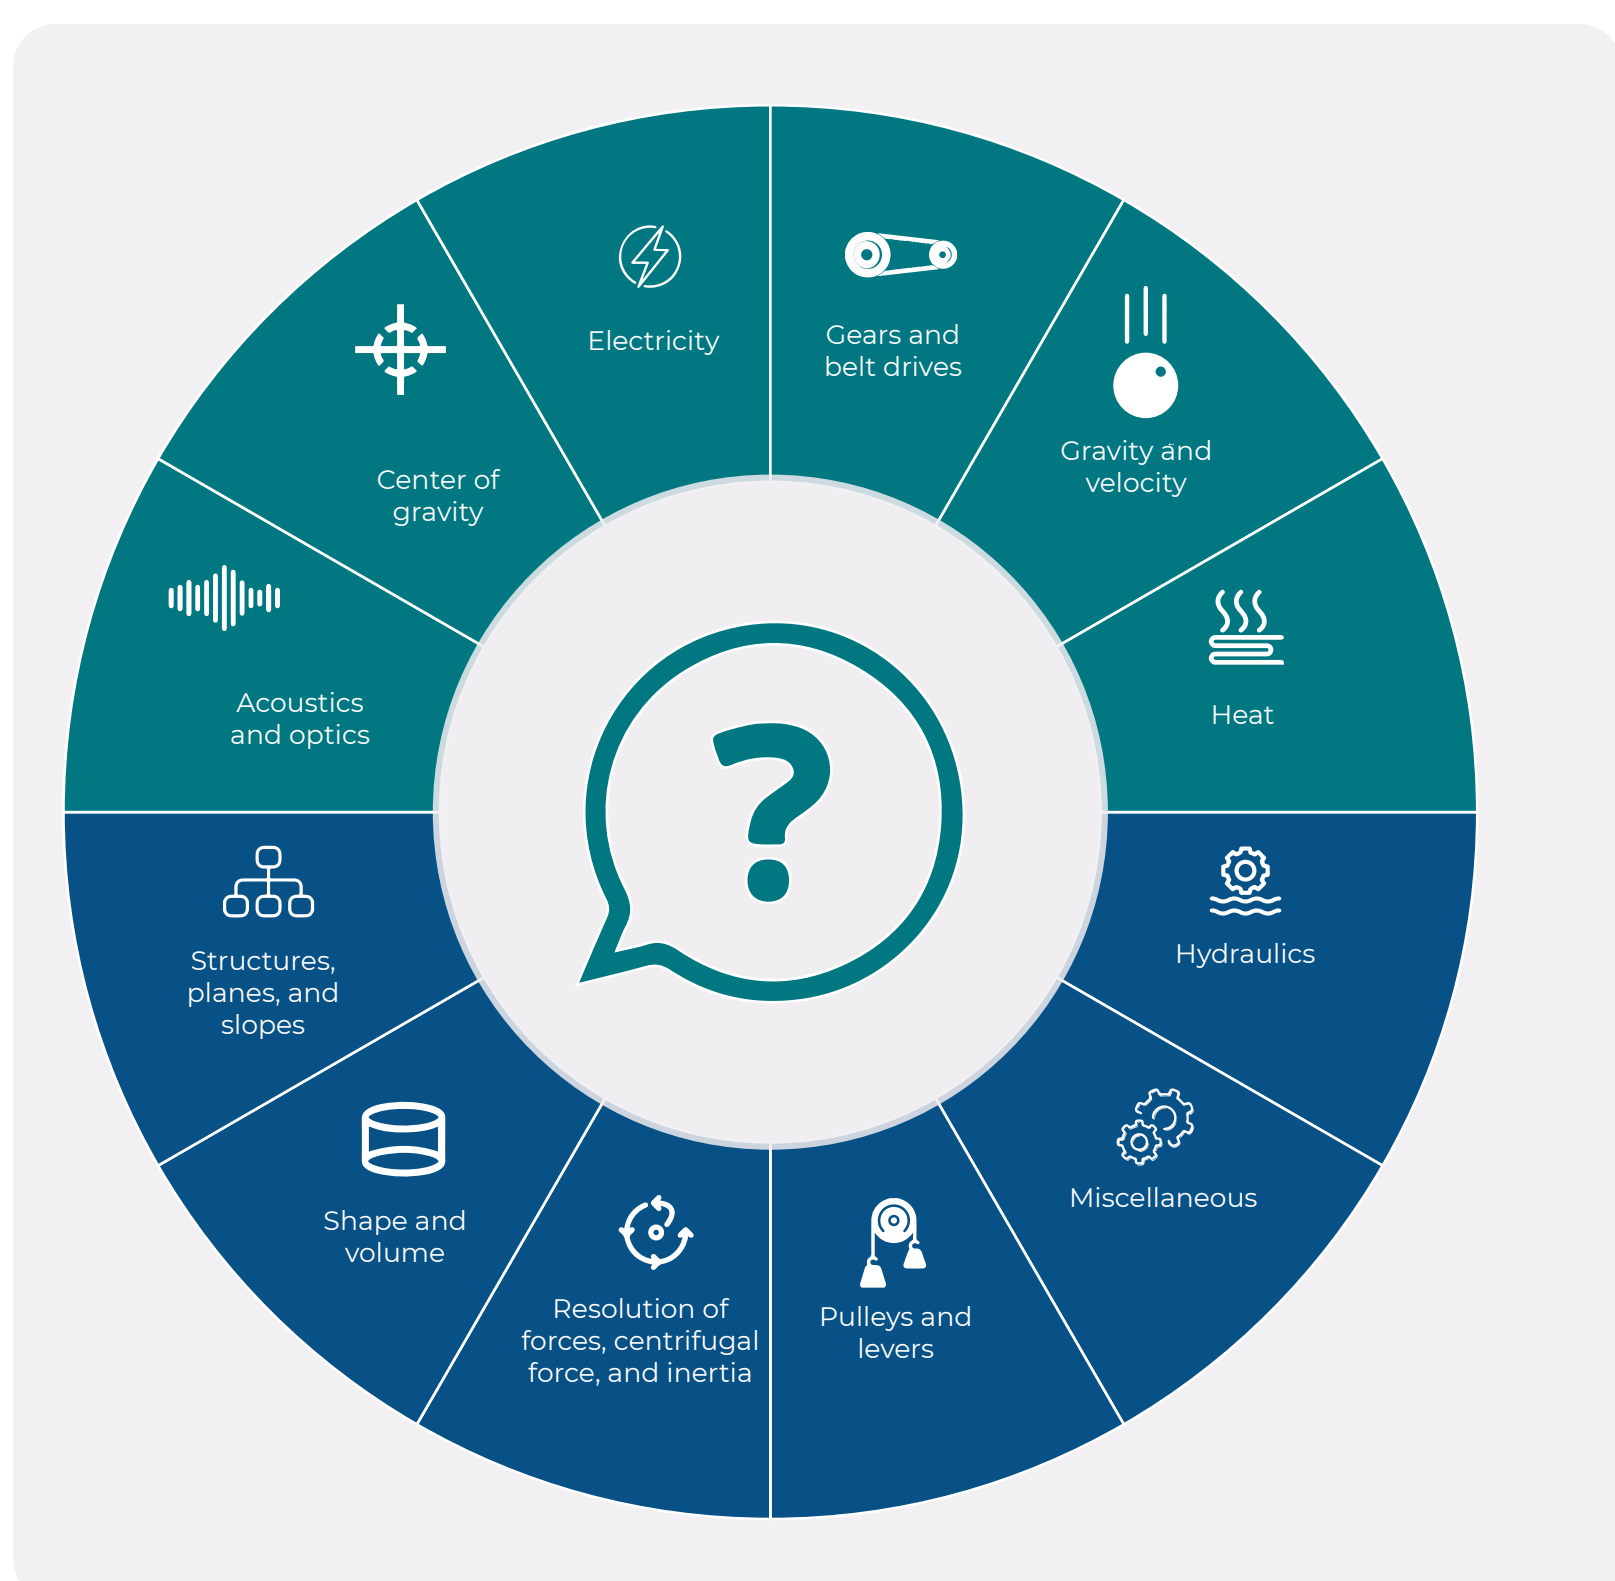 Electricity
Gears and
belt drives
Gravity and
velocity
Center of
gravity
Acoustics
and optics
Heat
?
Structures,
planes, and
slopes
Hydraulics
Shape and
volume
Miscellaneous
Resolution of
forces, centrifugal
force, and inertia
Pulleys and
levers